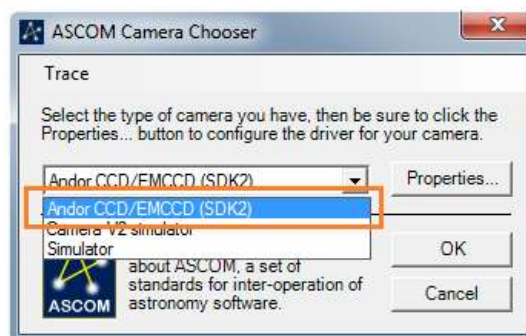 ASCOM Camera Chooser
Trace
Select the type of camera you have, then be sure to click the
Properties... button to configure the driver for your camera.
Andor CCD/EMCCD (SDK2)
Properties...
Andor CCD/EMCCD (SDK2)
Camera V2 simulator
Simulator
OK
about ASCOM, a set of
standards for inter-operation of
astronomy software.
ASCOM
Cancel